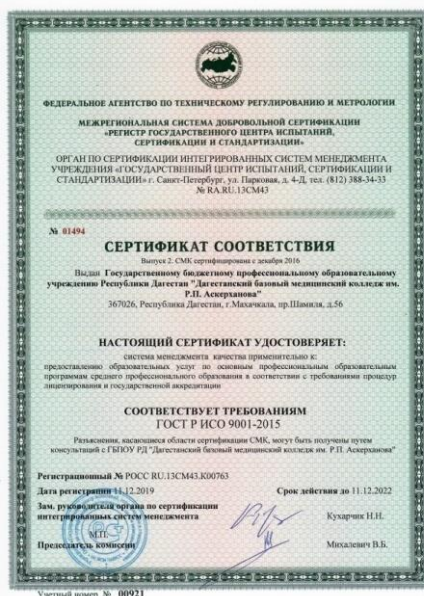 ФЕДЕРАЛЬНОЕ АГЕНТСТВО ПО ТЕХНИЧЕСКОМУ РЕГУЛИРОВАНИЮ И МЕТРОЛОГИИ
МЕЖРЕГИОНАЛЬНАЯ СИСТЕМА ДОБРОВОЛЬНОЙ СЕРТИФИКАЦИИ
«РЕГИСТР ГОСУДАРСТВЕННОГО ЦЕНТРА ИСПЫТАНИЙ,
СЕРТИФИКАЦИИ И СТАНДАРТИЗАЦИИ»
ОРГАН ПО СЕРТИФИКАЦИИ ИНТЕГРИРОВАННЫХ СИСТЕМ МЕНЕДЖМЕНТА
УЧРЕЖДЕНИЯ «ГОСУДАРСТВЕННЫЙ ЦЕНТР ИСПЫТАНИЙ, СЕРТИФИКАЦИИ И
СТАНДАРТИЗАЦИИ» г. Санкт-Петербург, ул. Парковая, д. 4-Д, тел. (812) 388-34-33
№ RA.RU.13СМ43
№ 01494
СЕРТИФИКАТ СООТВЕТСТВИЯ
Выпуск 2. СМК сертифицирована с декабря 2016
Выдан Государственному бюджетному профессиональному образовательному
учреждению Республики Дагестан "Дагестанский базовый медицинский колледж им.
Р.П. Аскерханова"
367026, Республика Дагестан, г.Махачкала, пр.Шамиля, д.56
НАСТОЯЩИЙ СЕРТИФИКАТ УДОСТОВЕРЯЕТ:
система менеджмента качества применительно к:
предоставлению образовательных услуг по основным профессиональным образовательным
программам среднего профессионального образования в соответствии с требованиями процедур
лицензирования и государственной аккредитации
СООТВЕТСТВУЕТ ТРЕБОВАНИЯМ
ГОСТ Р ИСО 9001-2015
Разъяснения, касающиеся области сертификации СМК, могут быть получены путем
консультаций с ГБПОУ РД "Дагестанский базовый медицинский колледж им. Р.П. Аскерханова"
Регистрационный № РОСС RU.13СМ43.К00763
Дата регистрации 11.12.2019 Срок действия до 11.12.2022
Зам. руководителя органа по сертификации
интегрированных систем менеджмента Кухарчик Н.Н.
М.П.
Председатель комиссии Михалевич В.Б.
Учетный номер № 00921